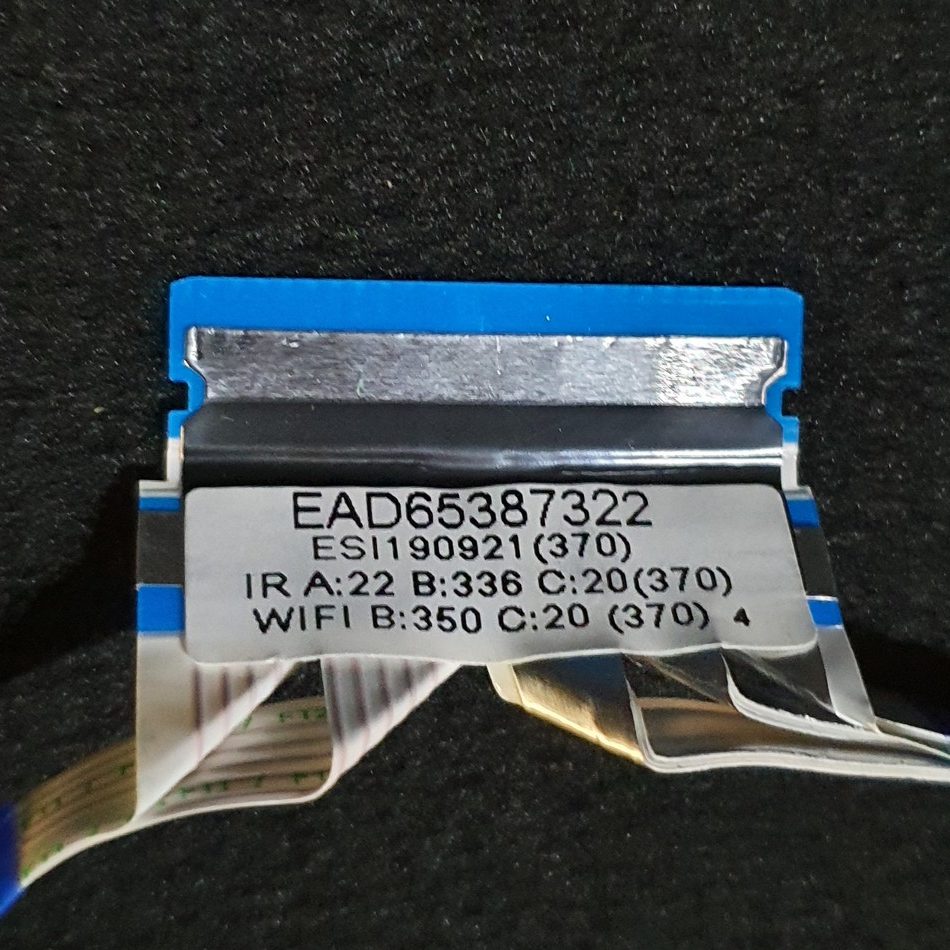 EAD65387322
ESI190921(370)
IR A:22 B:336 C:20(370)
WIFI B:350 C:20 (370) 4